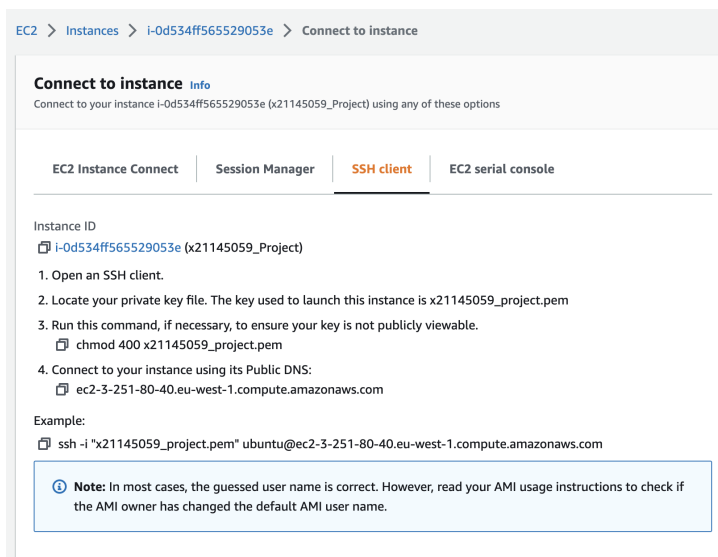 EC2 > Instances > i-0d534ff565529053e > Connect to instance
Connect to instance Info
Connect to your instance i-0d534ff565529053e (x21145059_Project) using any of these options
EC2 Instance Connect
Session Manager
SSH client
EC2 serial console
Instance ID
i-0d534ff565529053e (x21145059_Project)
1. Open an SSH client.
2. Locate your private key file. The key used to launch this instance is x21145059_project.pem
3. Run this command, if necessary, to ensure your key is not publicly viewable.
chmod 400 x21145059_project.pem
4. Connect to your instance using its Public DNS:
ec2-3-251-80-40.eu-west-1.compute.amazonaws.com
Example:
ssh -i "x21145059_project.pem" ubuntu@ec2-3-251-80-40.eu-west-1.compute.amazonaws.com
Note: In most cases, the guessed user name is correct. However, read your AMI usage instructions to check if
the AMI owner has changed the default AMI user name.